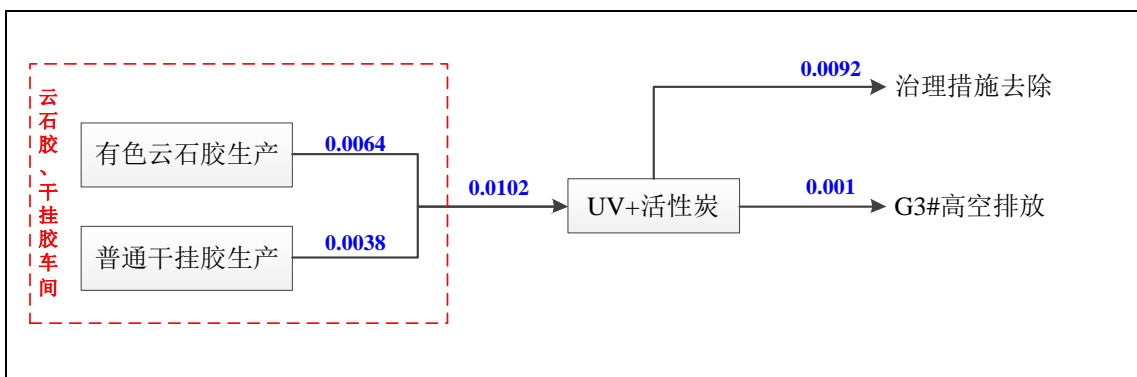 云石胶、干挂胶车间
有色云石胶生产
0.0064
普通干挂胶生产
0.0038
0.0102
UV+活性炭
0.0092
治理措施去除
0.001
G3#高空排放